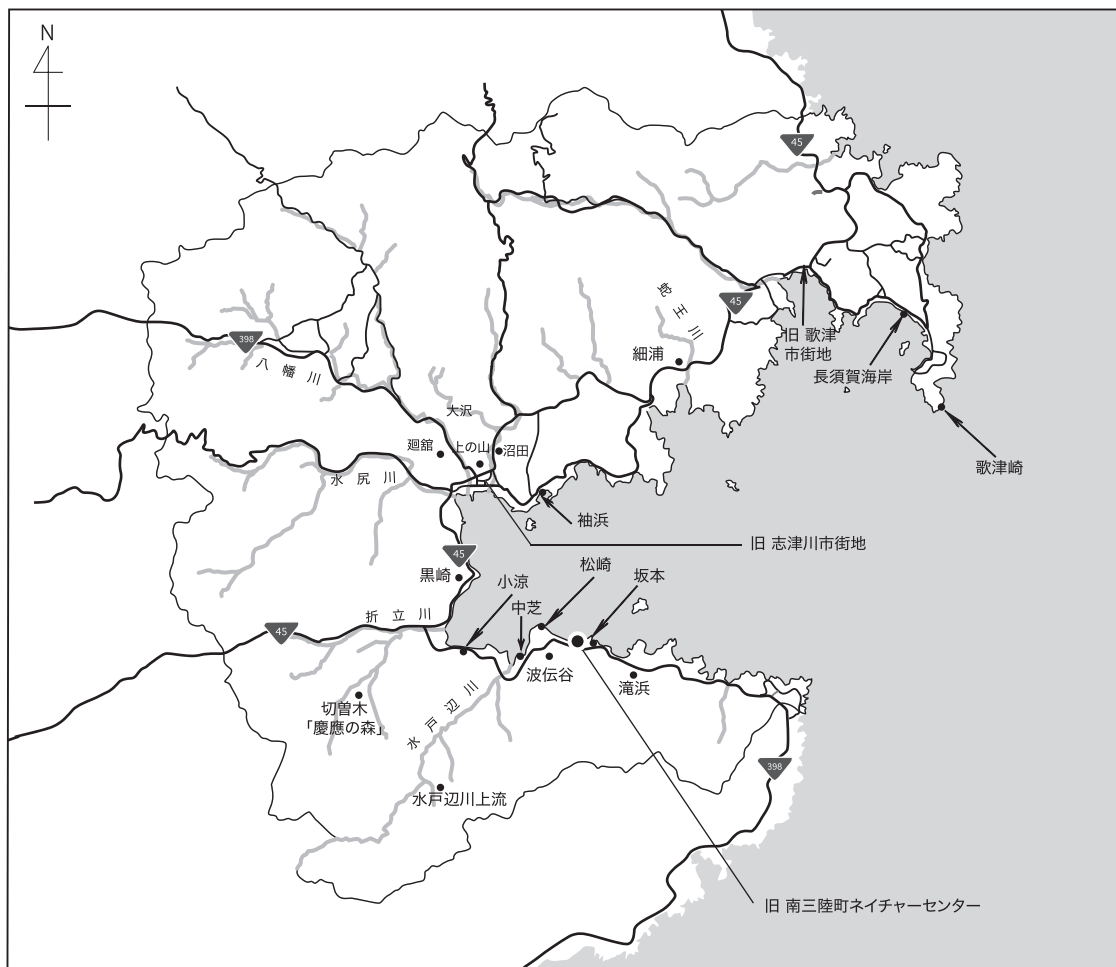 N
45
蛇王川
45
旧 歌津
市街地
細浦
長須賀海岸
398
八幡川
大沢
廻舘
上の山
沼田
歌津崎
水尻川
袖浜
旧 志津川市街地
45
松崎
黒崎
小涼
坂本
中芝
折立川
45
波伝谷
滝浜
切曽木
「慶應の森」
水戸辺川
398
水戸辺川上流
旧 南三陸町ネイチャーセンター